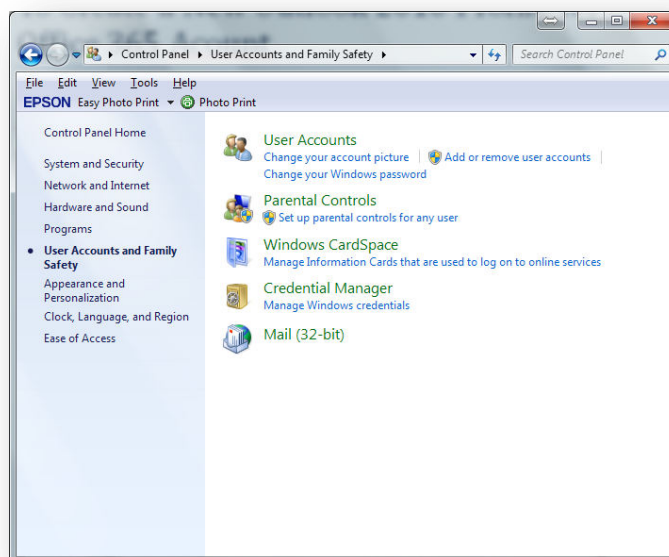 Office 365 Account
Control Panel ▸ User Accounts and Family Safety ▸
Search Control Panel
File Edit View Tools Help
EPSON Easy Photo Print Photo Print
Control Panel Home
System and Security
Network and Internet
Hardware and Sound
Programs
User Accounts and Family
Safety
Appearance and
Personalization
Clock, Language, and Region
Ease of Access
User Accounts
Change your account picture
Add or remove user accounts
Change your Windows password
Parental Controls
Set up parental controls for any user
Windows CardSpace
Manage Information Cards that are used to log on to online services
Credential Manager
Manage Windows credentials
Mail (32-bit)